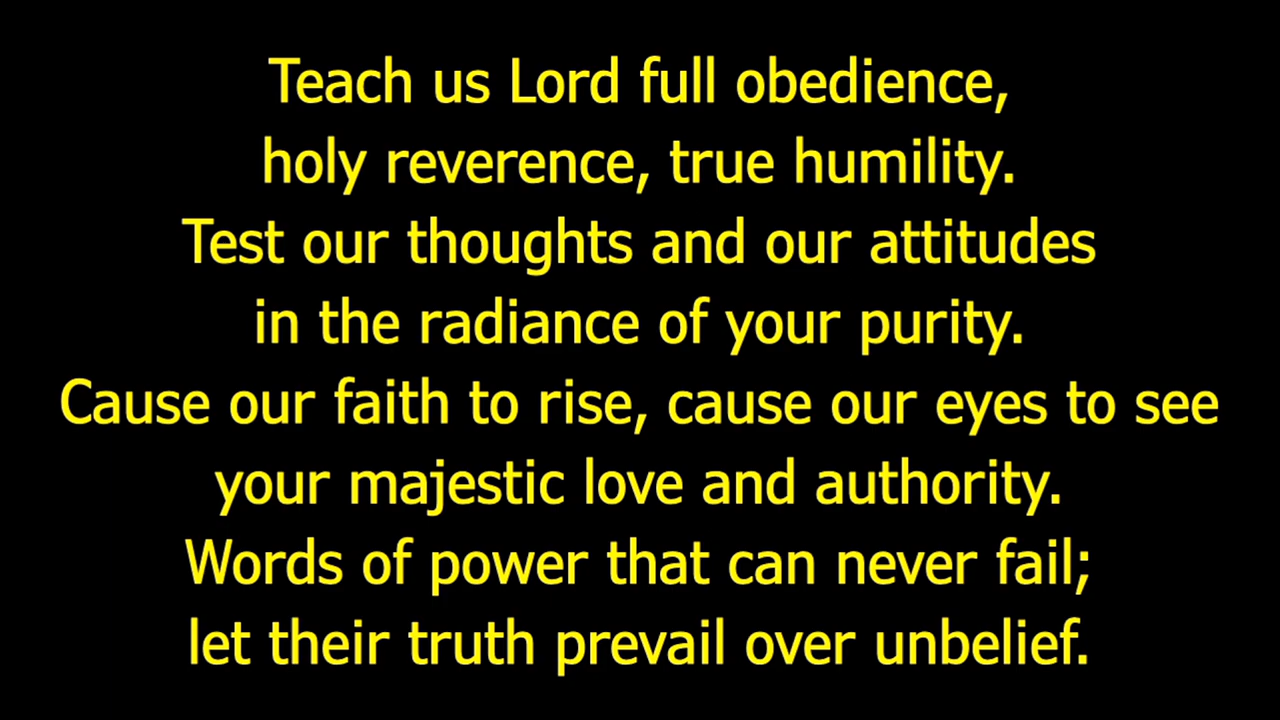 Teach us Lord full obedience,
holy reverence, true humility.
Test our thoughts and our attitudes
in the radiance of your purity.
Cause our faith to rise, cause our eyes to see
your majestic love and authority.
Words of power that can never fail;
let their truth prevail over unbelief.